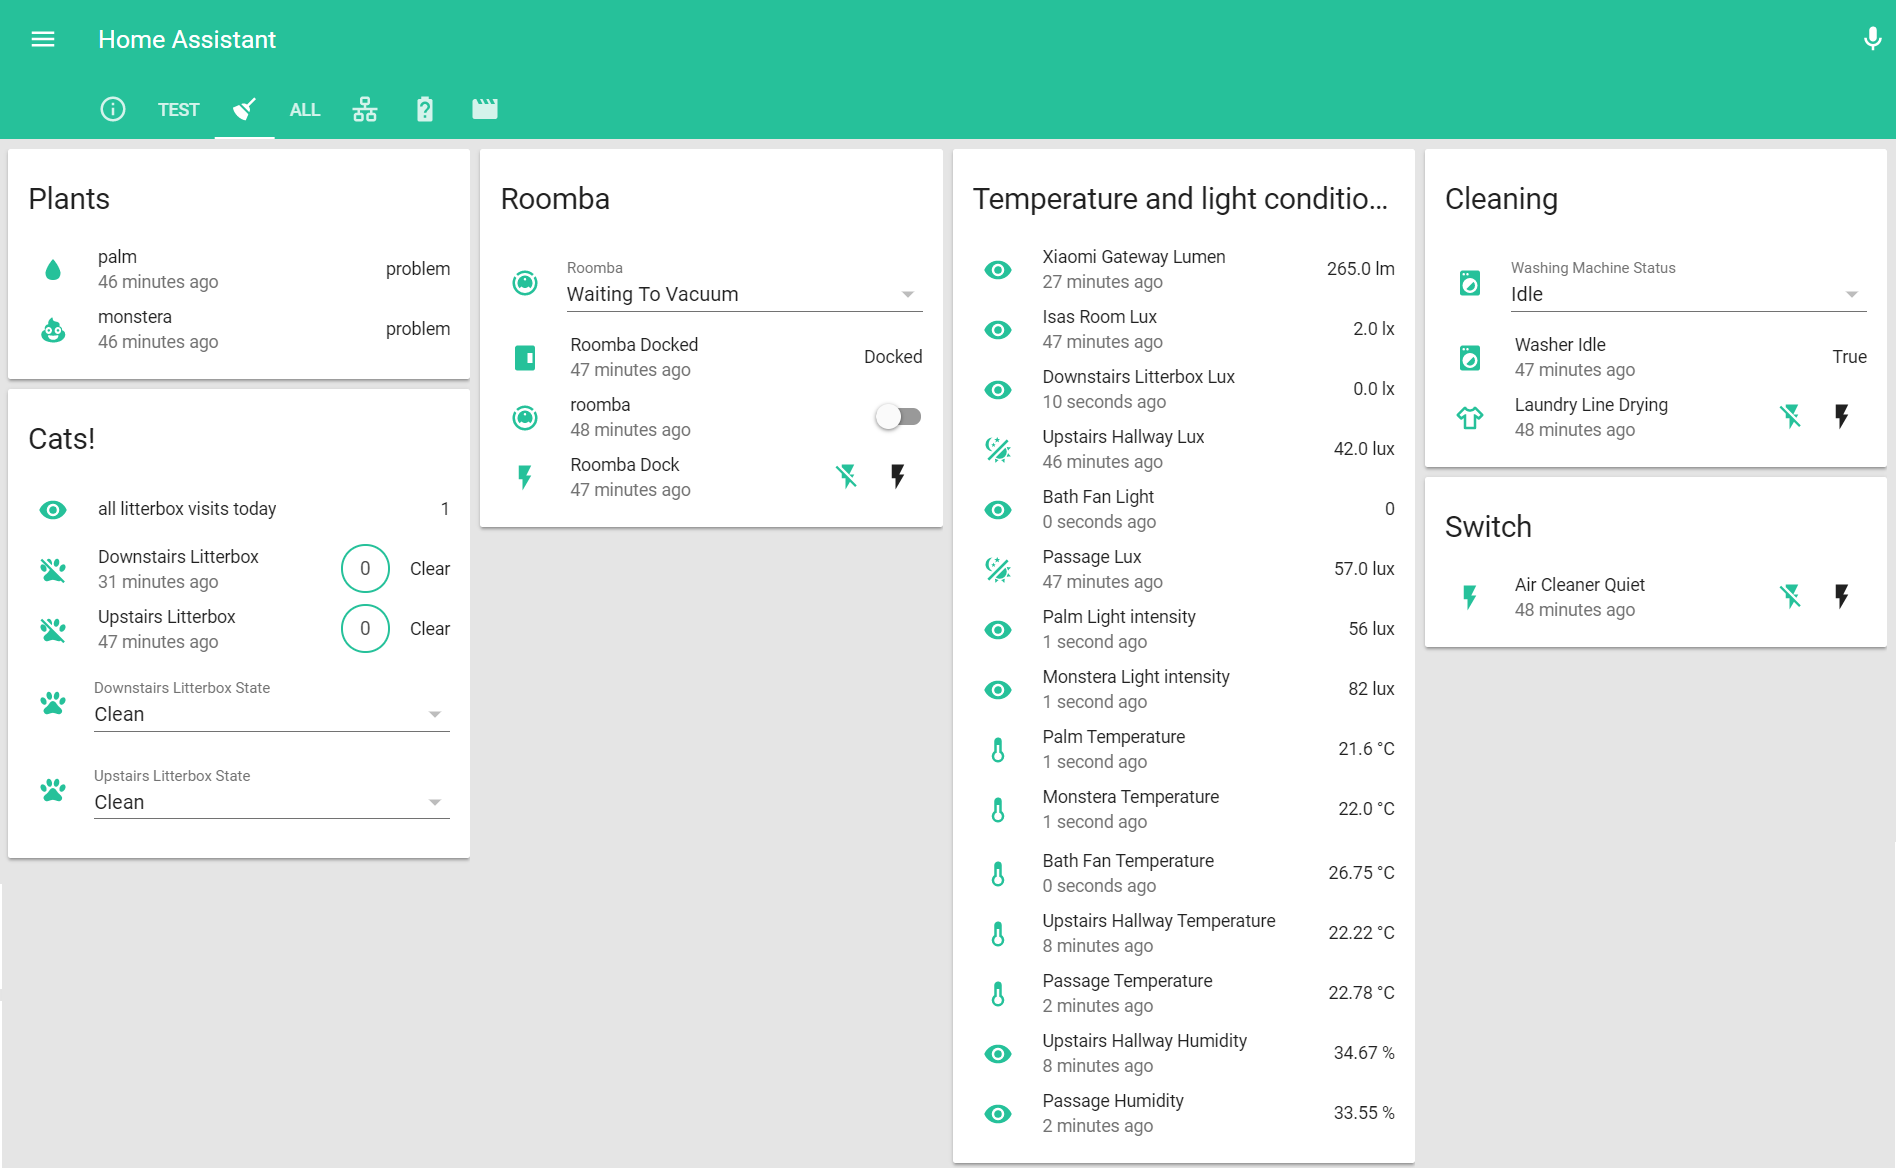 Home Assistant
TEST
ALL
Plants
palm
46 minutes ago
problem
monstera
46 minutes ago
problem
Cats!
all litterbox visits today
1
Downstairs Litterbox
31 minutes ago
0
Clear
Upstairs Litterbox
47 minutes ago
0
Clear
Downstairs Litterbox State
Clean
Upstairs Litterbox State
Clean
Roomba
Roomba
Waiting To Vacuum
Roomba Docked
47 minutes ago
Docked
roomba
48 minutes ago
Roomba Dock
47 minutes ago
Temperature and light conditio...
Xiaomi Gateway Lumen
27 minutes ago
265.0 lm
Isas Room Lux
47 minutes ago
2.0 lx
Downstairs Litterbox Lux
10 seconds ago
0.0 lx
Upstairs Hallway Lux
46 minutes ago
42.0 lux
Bath Fan Light
0 seconds ago
0
Passage Lux
47 minutes ago
57.0 lux
Palm Light intensity
1 second ago
56 lux
Monstera Light intensity
1 second ago
82 lux
Palm Temperature
1 second ago
21.6 °C
Monstera Temperature
1 second ago
22.0 °C
Bath Fan Temperature
0 seconds ago
26.75 °C
Upstairs Hallway Temperature
8 minutes ago
22.22 °C
Passage Temperature
2 minutes ago
22.78 °C
Upstairs Hallway Humidity
8 minutes ago
34.67 %
Passage Humidity
2 minutes ago
33.55 %
Cleaning
Washing Machine Status
Idle
Washer Idle
47 minutes ago
True
Laundry Line Drying
48 minutes ago
Switch
Air Cleaner Quiet
48 minutes ago